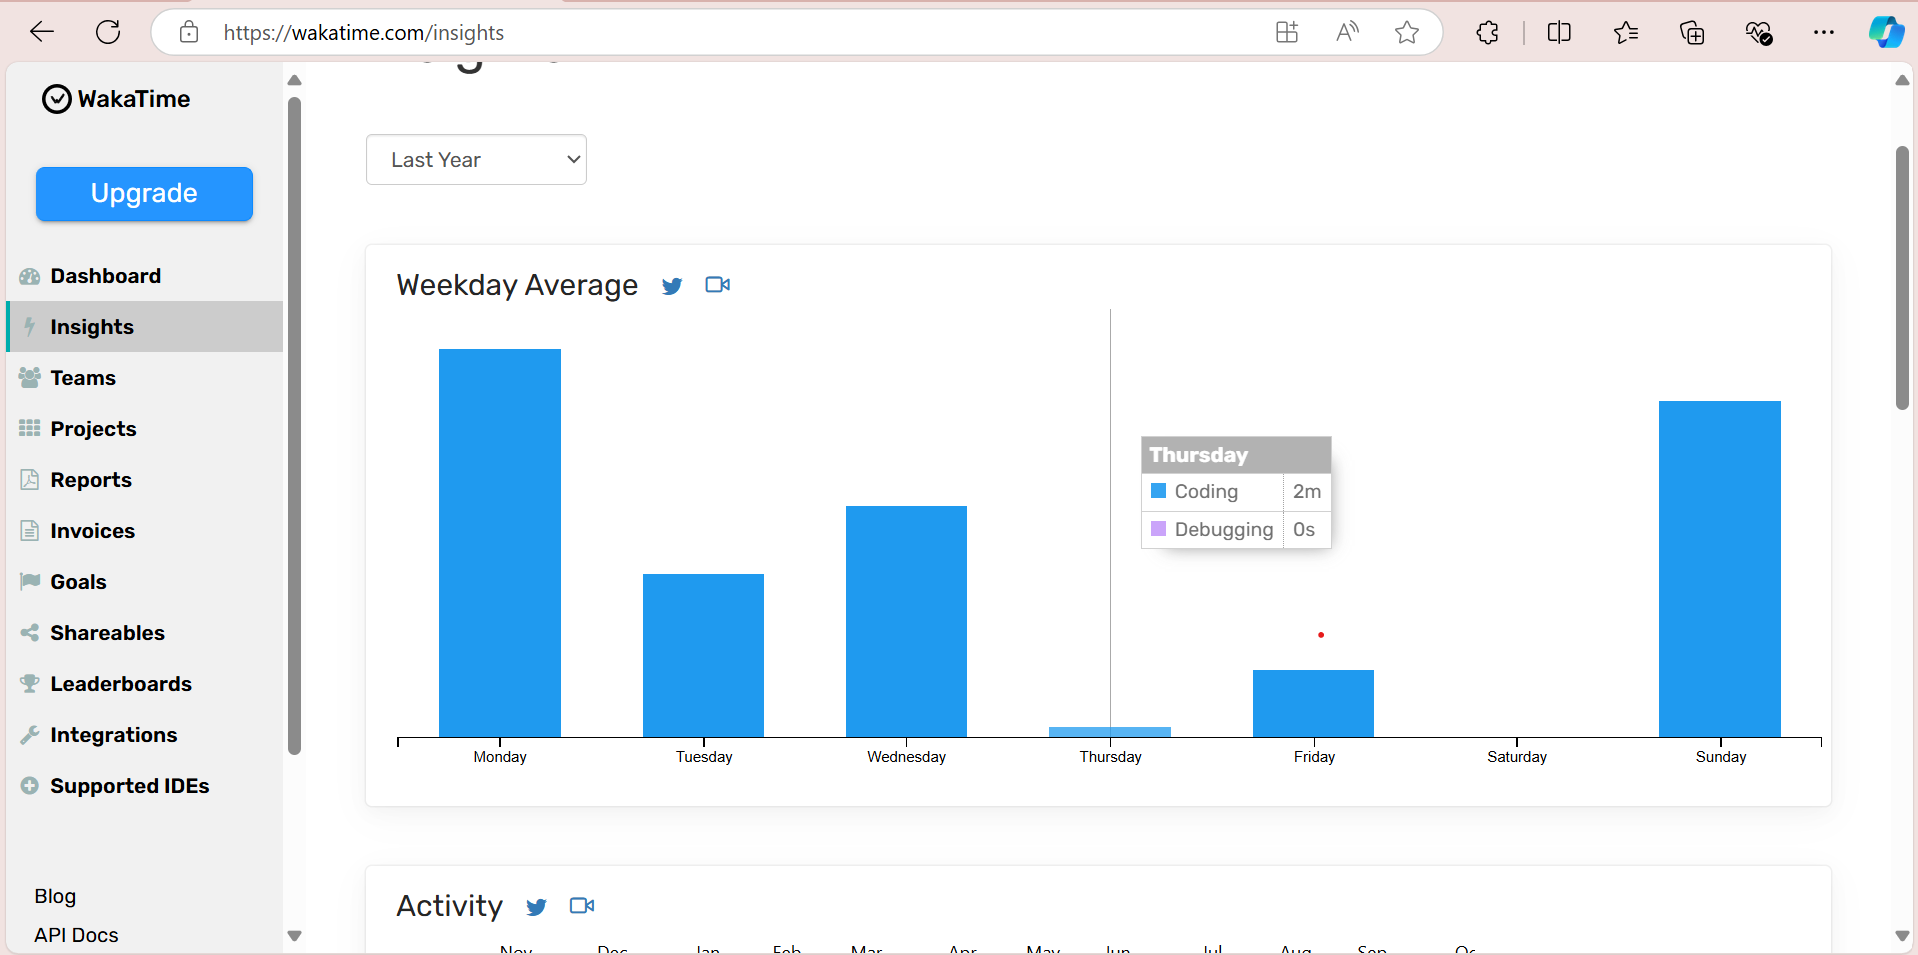 https://wakatime.com/insights
WakaTime
Upgrade
Dashboard
Insights
Teams
Projects
Reports
Invoices
Goals
Shareables
Leaderboards
Integrations
Supported IDEs
Blog
API Docs
Last Year
Weekday Average
Thursday
Coding 2m
Debugging 0s
Monday Tuesday Wednesday Thursday Friday Saturday Sunday
Activity
Nov Dec Jan Feb Mar Apr May Jun Jul Aug Sep